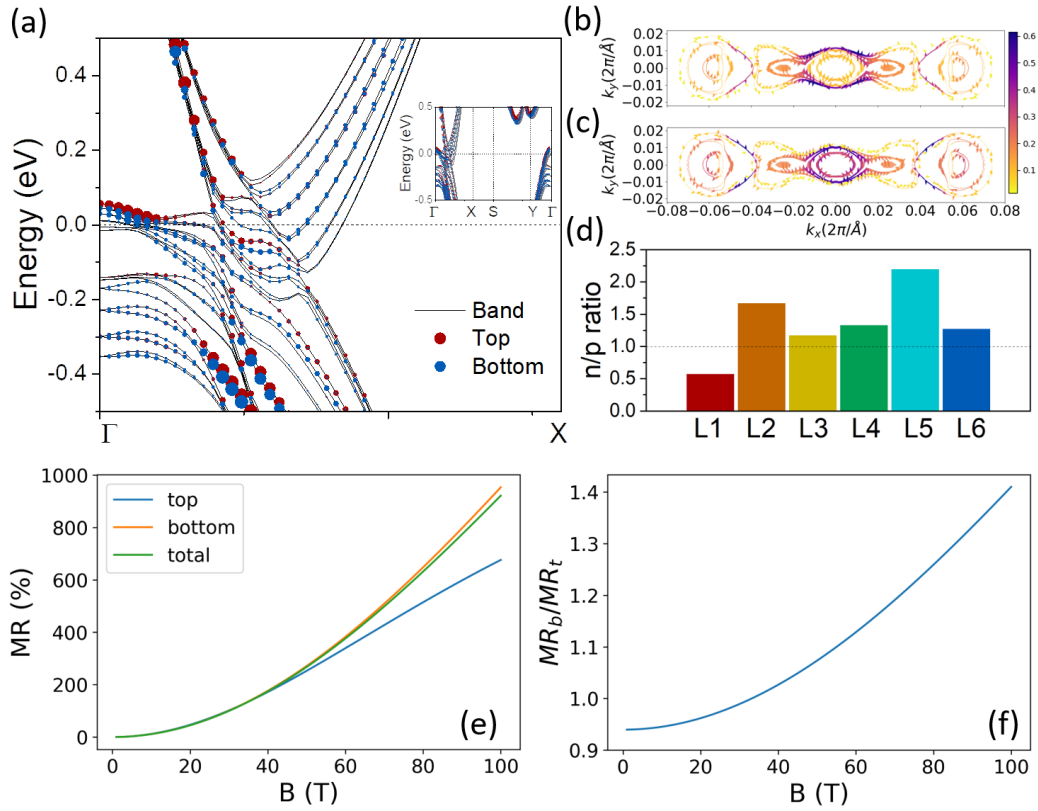 (a)
Energy (eV)
0.4
0.2
0.0
-0.2
-0.4
Γ
X
Band
Top
Bottom
Energy (eV)
0.5
0.0
-0.5
Γ X S Y Γ
(b)
k_y(2π/Å)
0.02
0.01
0.00
−0.01
−0.02
(c)
k_y(2π/Å)
0.02
0.01
0.00
−0.01
−0.02
−0.08 −0.06 −0.04 −0.02 0.00 0.02 0.04 0.06 0.08
k_x(2π/Å)
0.6
0.5
0.4
0.3
0.2
0.1
(d)
n/p ratio
2.5
2.0
1.5
1.0
0.5
0.0
L1 L2 L3 L4 L5 L6
MR (%)
1000
800
600
400
200
0
top
bottom
total
(e)
0 20 40 60 80 100
B (T)
MR_b/MR_t
1.4
1.3
1.2
1.1
1.0
0.9
(f)
0 20 40 60 80 100
B (T)